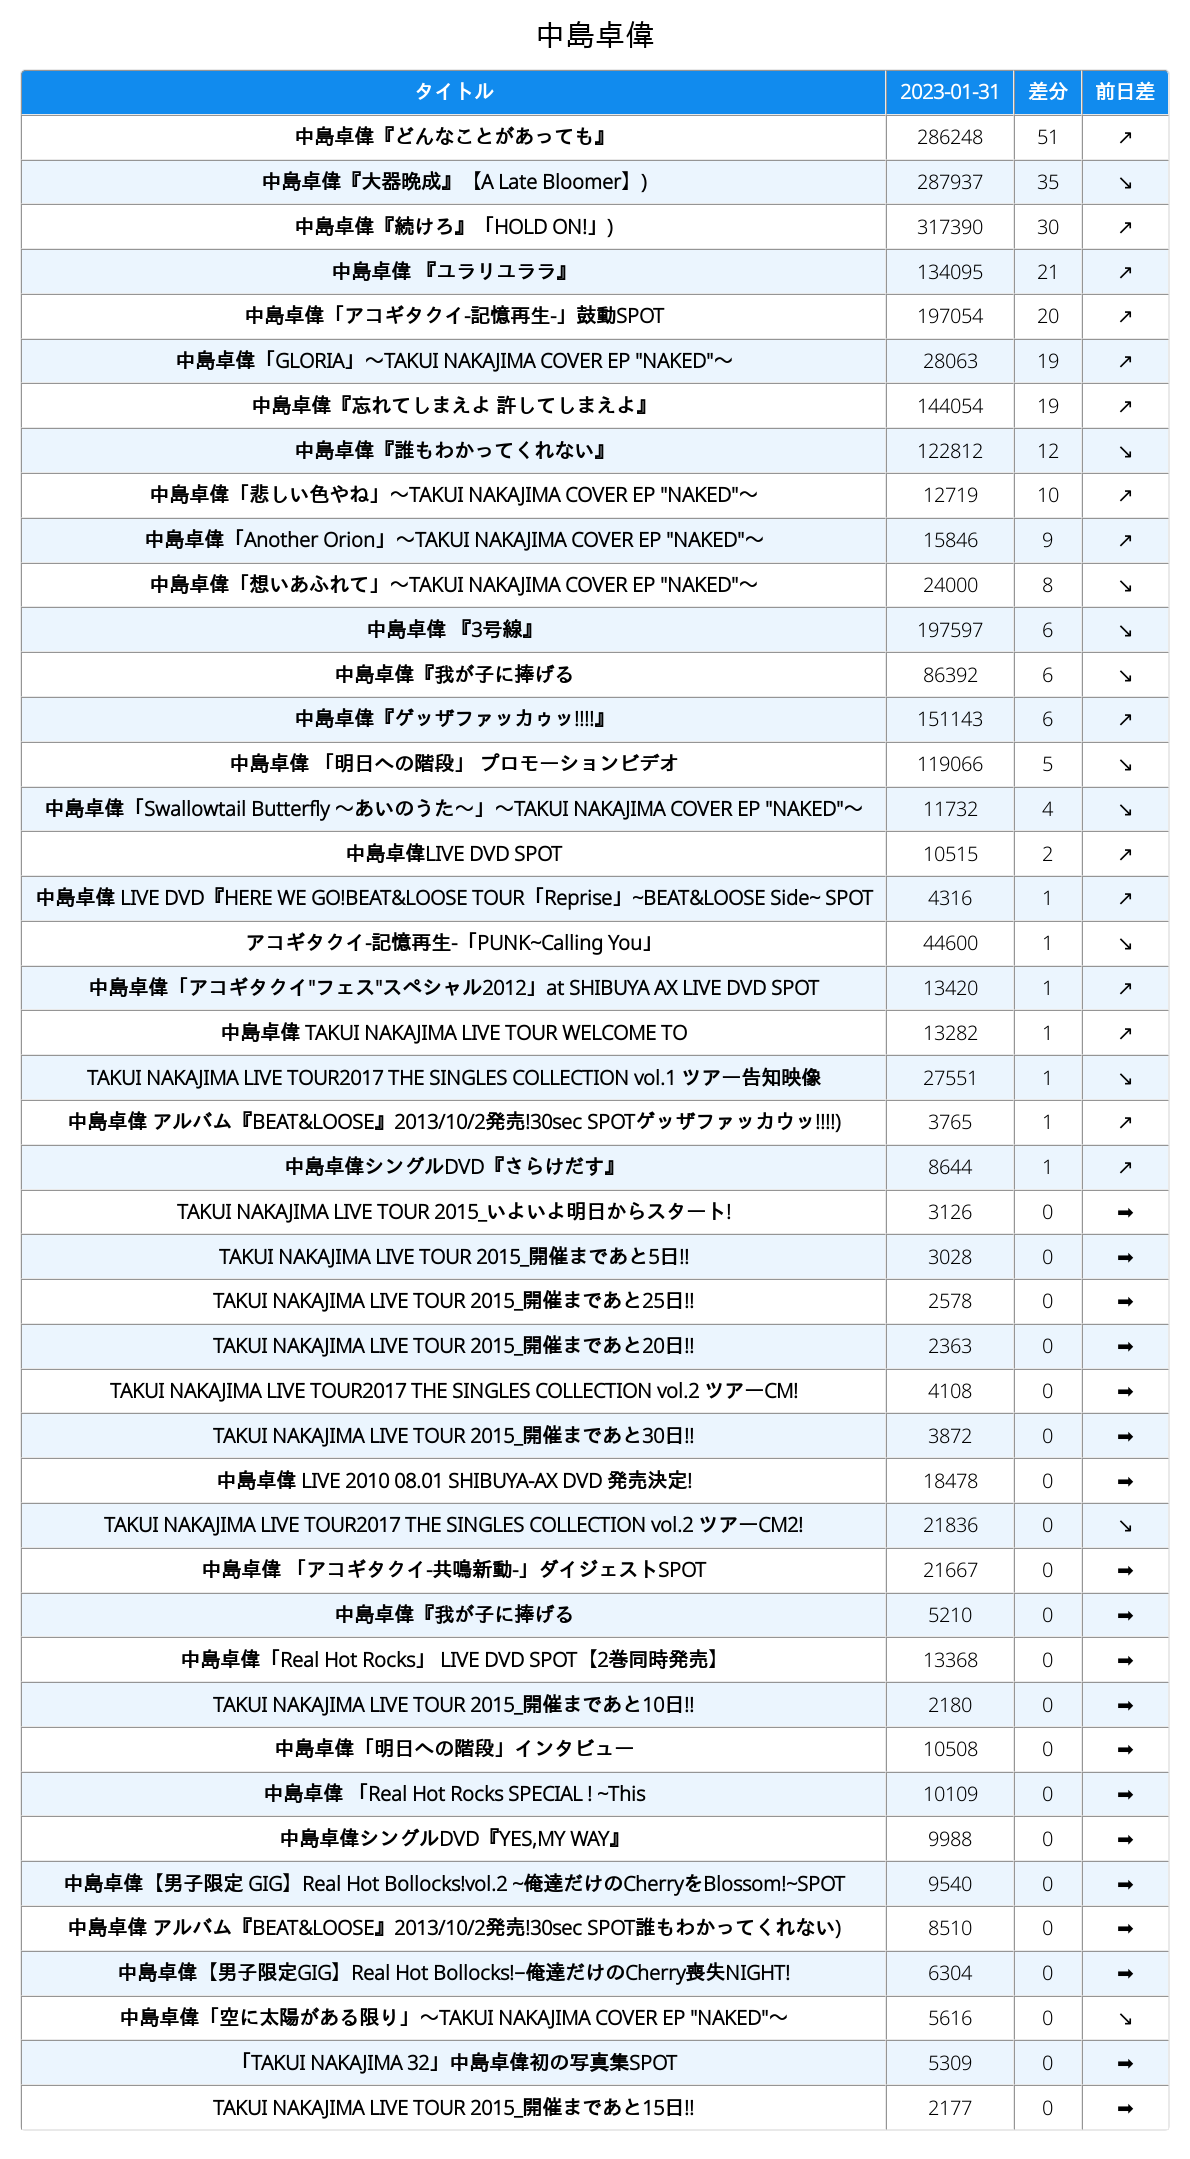 中島卓偉
タイトル 2023-01-31 差分 前日差
中島卓偉『どんなことがあっても』 286248 51 ↗
中島卓偉『大器晩成』【A Late Bloomer】) 287937 35 ↘
中島卓偉『続けろ』「HOLD ON!」) 317390 30 ↗
中島卓偉 『ユラリユララ』 134095 21 ↗
中島卓偉「アコギタクイ-記憶再生-」鼓動SPOT 197054 20 ↗
中島卓偉「GLORIA」～TAKUI NAKAJIMA COVER EP "NAKED"～ 28063 19 ↗
中島卓偉『忘れてしまえよ 許してしまえよ』 144054 19 ↗
中島卓偉『誰もわかってくれない』 122812 12 ↘
中島卓偉「悲しい色やね」～TAKUI NAKAJIMA COVER EP "NAKED"～ 12719 10 ↗
中島卓偉「Another Orion」～TAKUI NAKAJIMA COVER EP "NAKED"～ 15846 9 ↗
中島卓偉「想いあふれて」～TAKUI NAKAJIMA COVER EP "NAKED"～ 24000 8 ↘
中島卓偉 『3号線』 197597 6 ↘
中島卓偉『我が子に捧げる 86392 6 ↘
中島卓偉『ゲッザファッカゥッ!!!!』 151143 6 ↗
中島卓偉 「明日への階段」 プロモーションビデオ 119066 5 ↘
中島卓偉「Swallowtail Butterfly ～あいのうた～」～TAKUI NAKAJIMA COVER EP "NAKED"～ 11732 4 ↘
中島卓偉LIVE DVD SPOT 10515 2 ↗
中島卓偉 LIVE DVD『HERE WE GO!BEAT&LOOSE TOUR「Reprise」~BEAT&LOOSE Side~ SPOT 4316 1 ↗
アコギタクイ-記憶再生-「PUNK~Calling You」 44600 1 ↘
中島卓偉「アコギタクイ"フェス"スペシャル2012」at SHIBUYA AX LIVE DVD SPOT 13420 1 ↗
中島卓偉 TAKUI NAKAJIMA LIVE TOUR WELCOME TO 13282 1 ↗
TAKUI NAKAJIMA LIVE TOUR2017 THE SINGLES COLLECTION vol.1 ツアー告知映像 27551 1 ↘
中島卓偉 アルバム『BEAT&LOOSE』2013/10/2発売!30sec SPOTゲッザファッカウッ!!!!) 3765 1 ↗
中島卓偉シングルDVD『さらけだす』 8644 1 ↗
TAKUI NAKAJIMA LIVE TOUR 2015_いよいよ明日からスタート! 3126 0 ➡
TAKUI NAKAJIMA LIVE TOUR 2015_開催まであと5日!! 3028 0 ➡
TAKUI NAKAJIMA LIVE TOUR 2015_開催まであと25日!! 2578 0 ➡
TAKUI NAKAJIMA LIVE TOUR 2015_開催まであと20日!! 2363 0 ➡
TAKUI NAKAJIMA LIVE TOUR2017 THE SINGLES COLLECTION vol.2 ツアーCM! 4108 0 ➡
TAKUI NAKAJIMA LIVE TOUR 2015_開催まであと30日!! 3872 0 ➡
中島卓偉 LIVE 2010 08.01 SHIBUYA-AX DVD 発売決定! 18478 0 ➡
TAKUI NAKAJIMA LIVE TOUR2017 THE SINGLES COLLECTION vol.2 ツアーCM2! 21836 0 ↘
中島卓偉 「アコギタクイ-共鳴新動-」ダイジェストSPOT 21667 0 ➡
中島卓偉『我が子に捧げる 5210 0 ➡
中島卓偉「Real Hot Rocks」 LIVE DVD SPOT【2巻同時発売】 13368 0 ➡
TAKUI NAKAJIMA LIVE TOUR 2015_開催まであと10日!! 2180 0 ➡
中島卓偉「明日への階段」インタビュー 10508 0 ➡
中島卓偉 「Real Hot Rocks SPECIAL ! ~This 10109 0 ➡
中島卓偉シングルDVD『YES,MY WAY』 9988 0 ➡
中島卓偉【男子限定 GIG】Real Hot Bollocks!vol.2 ~俺達だけのCherryをBlossom!~SPOT 9540 0 ➡
中島卓偉 アルバム『BEAT&LOOSE』2013/10/2発売!30sec SPOT誰もわかってくれない) 8510 0 ➡
中島卓偉【男子限定GIG】Real Hot Bollocks!–俺達だけのCherry喪失NIGHT! 6304 0 ➡
中島卓偉「空に太陽がある限り」～TAKUI NAKAJIMA COVER EP "NAKED"～ 5616 0 ↘
「TAKUI NAKAJIMA 32」中島卓偉初の写真集SPOT 5309 0 ➡
TAKUI NAKAJIMA LIVE TOUR 2015_開催まであと15日!! 2177 0 ➡